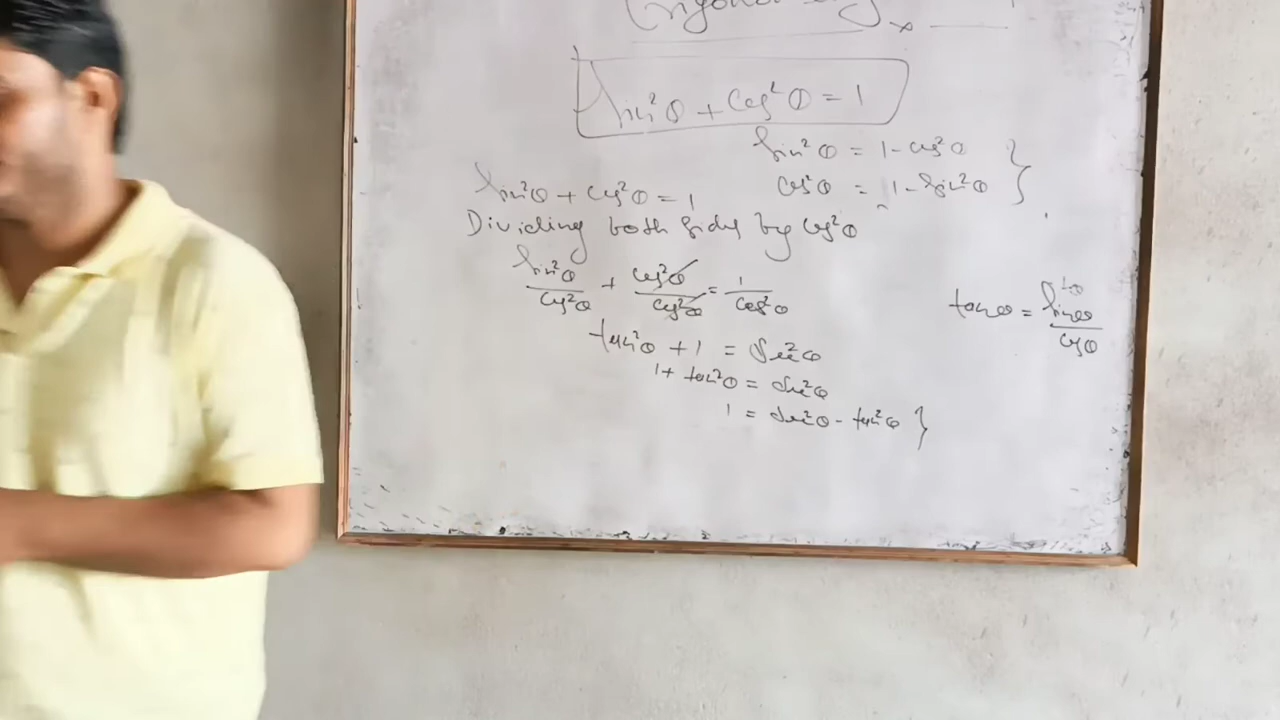 Trigonometry
sin²θ + cos²θ = 1
sin²θ = 1 - cos²θ
cos²θ = 1 - sin²θ
sin²θ + cos²θ = 1
Dividing both sides by cos²θ
sin²θ/cos²θ + cos²θ/cos²θ = 1/cos²θ
tanθ = sinθ/cosθ
tan²θ + 1 = sec²θ
1 + tan²θ = sec²θ
1 = sec²θ - tan²θ